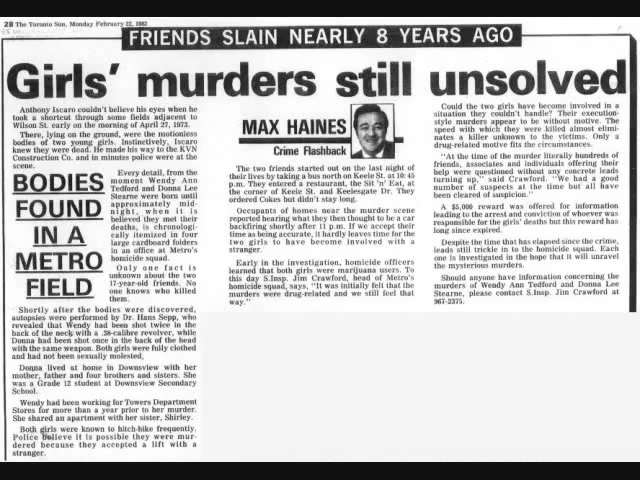 2B The Toronto Sun, Monday February 22, 1982
FRIENDS SLAIN NEARLY 8 YEARS AGO
Girls' murders still unsolved
Anthony Iscaro couldn't believe his eyes when he
took a shortcut through some fields adjacent to
Wilson St. early on the morning of April 27, 1973.
There, lying on the ground, were the motionless
bodies of two young girls. Instinctively, Iscaro
knew they were dead. He made his way to the KVN
Construction Co. and in minutes police were at the
scene.
BODIES
FOUND
IN A
METRO
FIELD
Every detail, from the
moment Wendy Ann
Tedford and Donna Lee
Stearne were born until
approximately mid-
night, when it is
believed they met their
deaths, is chronologi-
cally itemized in four
large cardboard folders
in an office at Metro's
homicide squad.
Only one fact is
unknown about the two
17-year-old friends. No
one knows who killed
them.
Shortly after the bodies were discovered,
autopsies were performed by Dr. Hans Sepp, who
revealed that Wendy had been shot twice in the
back of the neck with a .38-calibre revolver, while
Donna had been shot once in the back of the head
with the same weapon. Both girls were fully clothed
and had not been sexually molested,
Donna lived at home in Downsview with her
mother, father and four brothers and sisters. She
was a Grade 12 student at Downsview Secondary
School.
Wendy had been working for Towers Department
Stores for more than a year prior to her murder.
She shared an apartment with her sister, Shirley.
Both girls were known to hitch-hike frequently.
Police believe it is possible they were mur-
dered because they accepted a lift with a
stranger.
MAX HAINES
Crime Flashback
The two friends started out on the last night of
their lives by taking a bus north on Keele St. at 10:45
p.m. They entered a restaurant, the Sit 'n' Eat, at
the corner of Keele St. and Keelesgate Dr. They
ordered Cokes but didn't stay long.
Occupants of homes near the murder scene
reported hearing what they then thought to be a car
backfiring shortly after 11 p.m. If we accept their
time as being accurate, it hardly leaves time for the
two girls to have become involved with a
stranger.
Early in the investigation, homicide officers
learned that both girls were marijuana users. To
this day S.Insp. Jim Crawford, head of Metro's
homicide squad, says, "It was initially felt that the
murders were drug-related and we still feel that
way."
Could the two girls have become involved in a
situation they couldn't handle? Their execution-
style murders appear to be without motive. The
speed with which they were killed almost elimi-
nates a killer unknown to the victims. Only a
drug-related motive fits the circumstances.
"At the time of the murder literally hundreds of
friends, associates and individuals offering their
help were questioned without any concrete leads
turning up," said Crawford. "We had a good
number of suspects at the time but all have
been cleared of suspicion."
A $5,000 reward was offered for information
leading to the arrest and conviction of whoever was
responsible for the girls' deaths but this reward has
long since expired.
Despite the time that has elapsed since the crime,
leads still trickle in to the homicide squad. Each
one is investigated in the hope that it will unravel
the mysterious murders.
Should anyone have information concerning the
murders of Wendy Ann Tedford and Donna Lee
Stearne, please contact S.Insp. Jim Crawford at
967-2375.